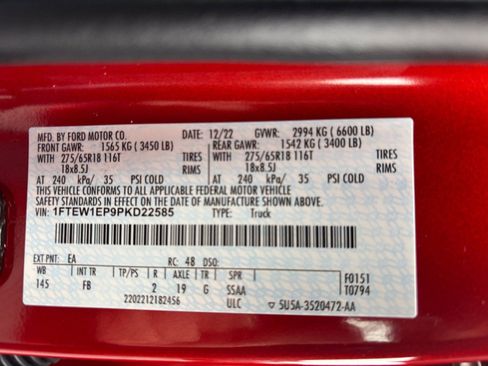 MFD. BY FORD MOTOR CO. 12/22 GVWR: 2994 KG ( 6600 LB)
FRONT GAWR: 1565 KG ( 3450 LB) REAR GAWR: 1542 KG ( 3400 LB)
WITH 275/65R18 116T TIRES WITH 275/65R18 116T TIRES
18x8.5J RIMS 18x8.5J RIMS
AT 240 kPa/ 35 PSI COLD AT 240 kPa/ 35 PSI COLD
THIS VEHICLE CONFORMS TO ALL APPLICABLE FEDERAL MOTOR VEHICLE
SAFETY STANDARDS IN EFFECT ON THE DATE OF MANUFACTURE SHOWN ABOVE.
VIN: 1FTEW1EP9PKD22585 TYPE: Truck
EXT PNT: EA RC: 48 DSO:
WB INT TR TP/PS R AXLE TR SPR F0151
145 FB 2 19 G SSAA T0794
2202212182456 ULC ▽ 5U5A-3520472-AA